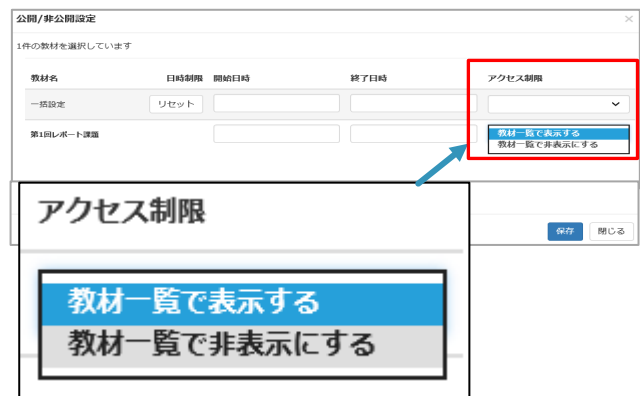 公開/非公開設定 ×
1件の教材を選択しています
教材名 日時制限 開始日時 終了日時 アクセス制限
一括設定 リセット
第1回レポート課題
教材一覧で表示する
教材一覧で非表示にする
保存 閉じる
アクセス制限
教材一覧で表示する
教材一覧で非表示にする